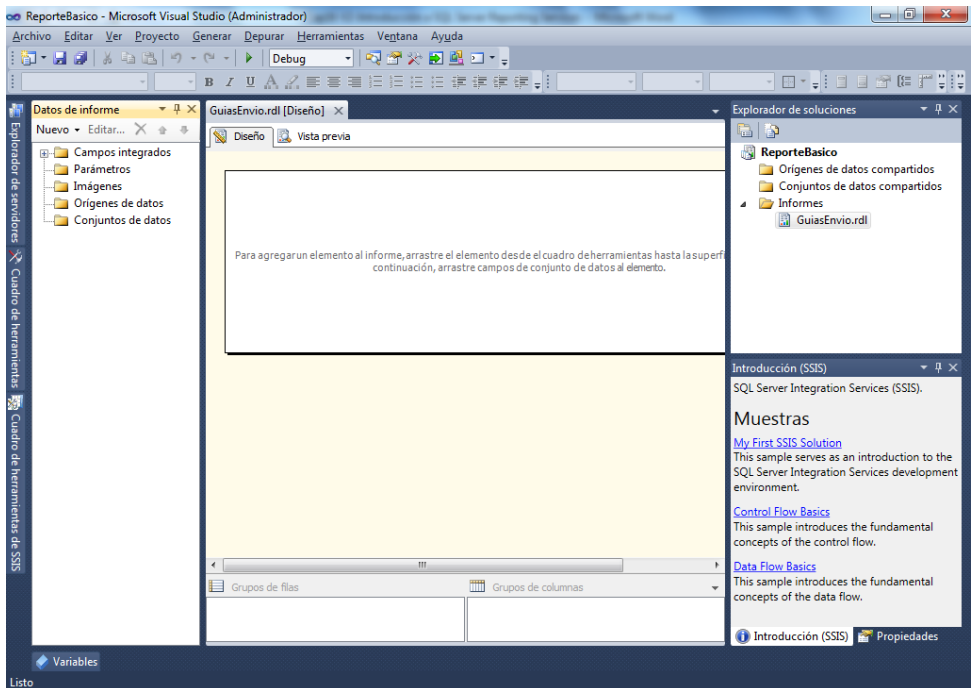 ReporteBasico - Microsoft Visual Studio (Administrador)
Archivo Editar Ver Proyecto Generar Depurar Herramientas Ventana Ayuda
Debug
Explorador de servidores
Cuadro de herramientas
Cuadro de herramientas de SSIS
Datos de informe
Nuevo Editar...
Campos integrados
Parámetros
Imágenes
Orígenes de datos
Conjuntos de datos
GuiasEnvio.rdl [Diseño]
Diseño Vista previa
Para agregar un elemento al informe, arrastre el elemento desde el cuadro de herramientas hasta la superfi
continuación, arrastre campos de conjunto de datos al elemento.
Grupos de filas Grupos de columnas
Explorador de soluciones
ReporteBasico
Orígenes de datos compartidos
Conjuntos de datos compartidos
Informes
GuiasEnvio.rdl
Introducción (SSIS)
SQL Server Integration Services (SSIS).
Muestras
My First SSIS Solution
This sample serves as an introduction to the
SQL Server Integration Services development
environment.
Control Flow Basics
This sample introduces the fundamental
concepts of the control flow.
Data Flow Basics
This sample introduces the fundamental
concepts of the data flow.
Introducción (SSIS) Propiedades
Variables
Listo